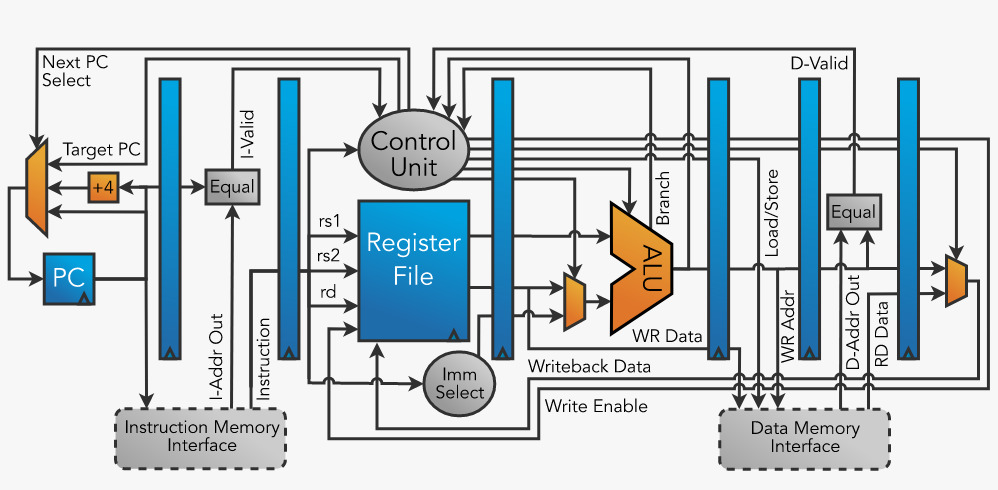 Next PC
Select
Target PC
+4
PC
I-Valid
Equal
I-Addr Out
Instruction
Instruction Memory
Interface
rs1
rs2
rd
Control
Unit
Register
File
Imm
Select
ALU
Branch
WR Data
Writeback Data
Write Enable
Load/Store
WR Addr
D-Valid
Equal
D-Addr Out
RD Data
Data Memory
Interface